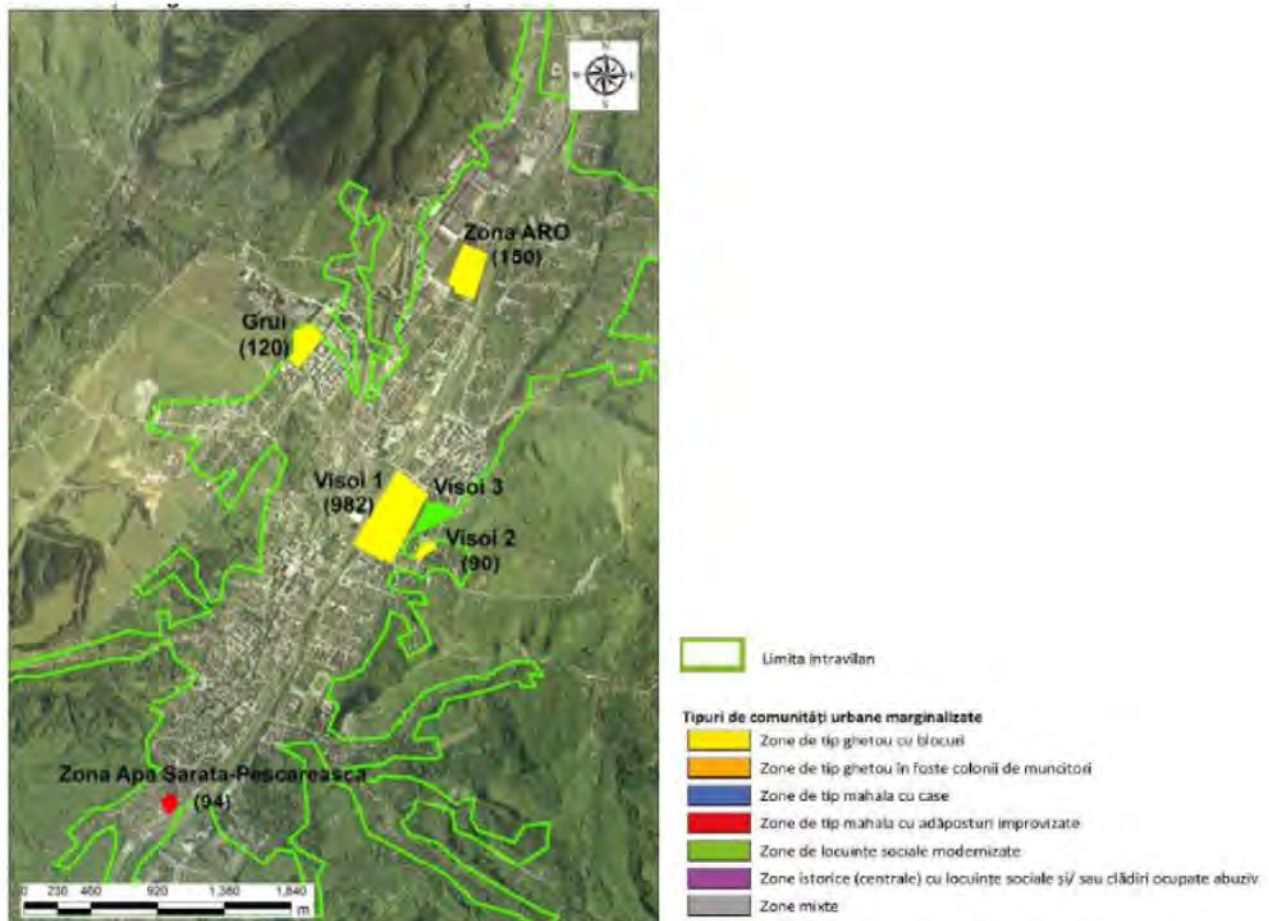 N
E
S
Zona ARO
(150)
Grui
(120)
Visoi 1
(982)
Visoi 3
Visoi 2
(90)
Zona Apa Sarata-Pescareasca
(94)
0 230 460 920 1,380 1,840
m
Limita intravilan
Tipuri de comunități urbane marginalizate
Zone de tip ghetou cu blocuri
Zone de tip ghetou în foste colonii de muncitori
Zone de tip mahala cu case
Zone de tip mahala cu adăposturi improvizate
Zone de locuințe sociale modernizate
Zone istorice (centrale) cu locuințe sociale și/ sau clădiri ocupate abuziv
Zone mixte